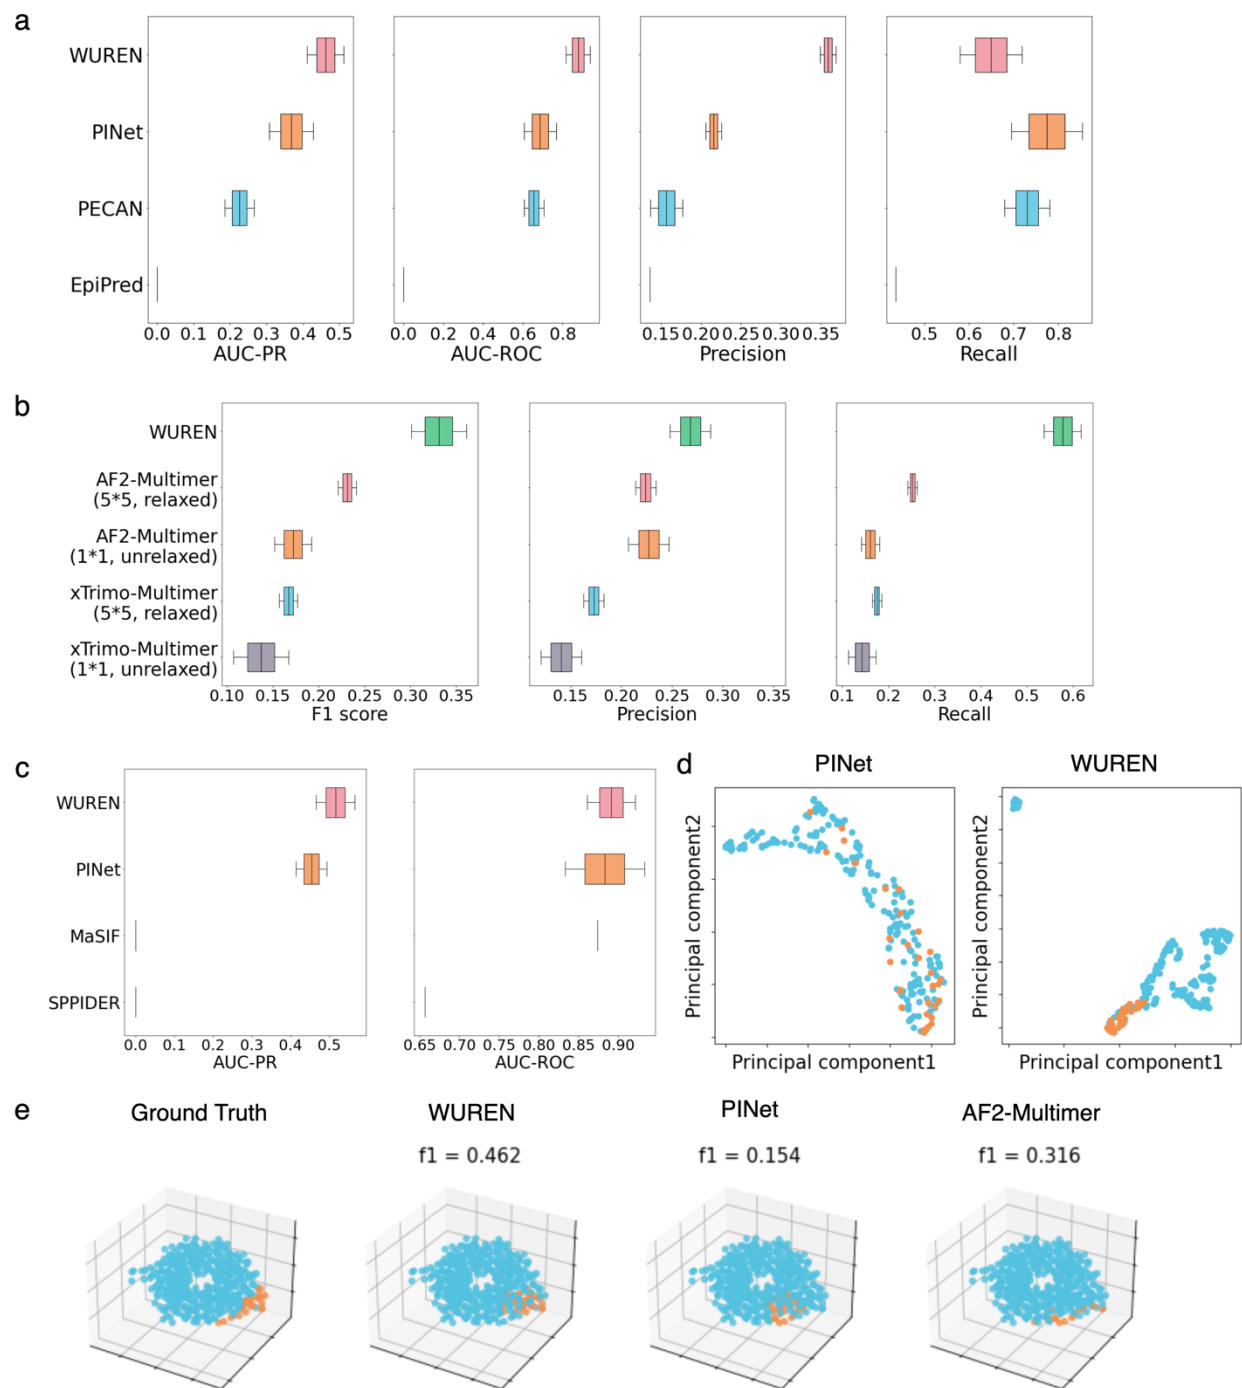 a
WUREN
PINet
PECAN
EpiPred
0.0 0.1 0.2 0.3 0.4 0.5
AUC-PR
0.0 0.2 0.4 0.6 0.8
AUC-ROC
0.15 0.20 0.25 0.30 0.35
Precision
0.5 0.6 0.7 0.8
Recall
b
WUREN
AF2-Multimer
(5*5, relaxed)
AF2-Multimer
(1*1, unrelaxed)
xTrimo-Multimer
(5*5, relaxed)
xTrimo-Multimer
(1*1, unrelaxed)
0.10 0.15 0.20 0.25 0.30 0.35
F1 score
0.15 0.20 0.25 0.30 0.35
Precision
0.1 0.2 0.3 0.4 0.5 0.6
Recall
c
WUREN
PINet
MaSIF
SPPIDER
0.0 0.1 0.2 0.3 0.4 0.5
AUC-PR
0.65 0.70 0.75 0.80 0.85 0.90
AUC-ROC
d
PINet
Principal component2
Principal component1
WUREN
Principal component2
Principal component1
e
Ground Truth
WUREN
f1 = 0.462
PINet
f1 = 0.154
AF2-Multimer
f1 = 0.316